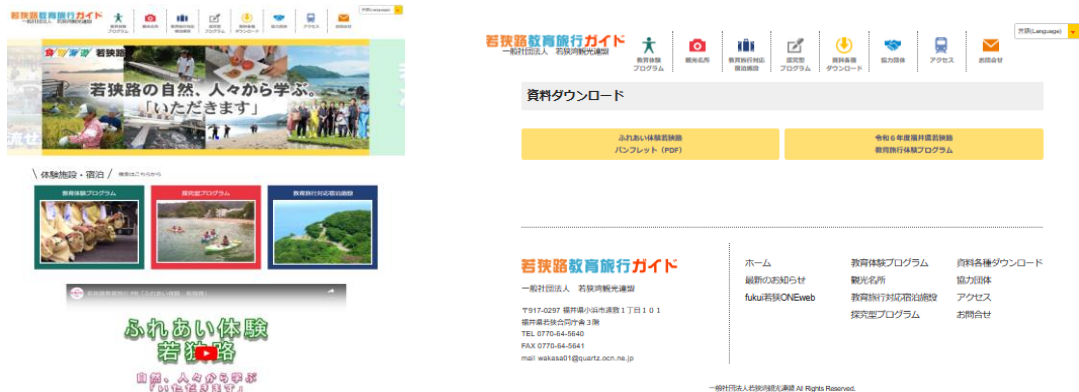 若狭路教育旅行ガイド
一般社団法人 若狭湾観光連盟
教育体験
プログラム
観光名所
教育旅行対応
宿泊施設
探究型
プログラム
資料各種
ダウンロード
協力団体
アクセス
お問合せ
言語(Language)
若狭路
若狭路の自然、人々から学ぶ。
「いただきます」
\ 体験施設・宿泊 / 検索はこちらから
教育体験プログラム
探究型プログラム
教育旅行対応宿泊施設
ふれあい体験
若狭路
自然、人々から学ぶ
「いただきます」
若狭路教育旅行ガイド
一般社団法人 若狭湾観光連盟
教育体験
プログラム
観光名所
教育旅行対応
宿泊施設
探究型
プログラム
資料各種
ダウンロード
協力団体
アクセス
お問合せ
言語(Language)
資料ダウンロード
ふれあい体験若狭路
パンフレット（PDF）
令和６年度福井県若狭路
教育旅行体験プログラム
若狭路教育旅行ガイド
一般社団法人 若狭湾観光連盟
〒917-0297 福井県小浜市遠敷１丁目１０１
福井県若狭合同庁舎３階
TEL 0770-64-5640
FAX 0770-64-5641
mail wakasa01@quartz.ocn.ne.jp
ホーム
最新のお知らせ
fukui若狭ONEweb
教育体験プログラム
観光名所
教育旅行対応宿泊施設
探究型プログラム
資料各種ダウンロード
協力団体
アクセス
お問合せ
一般社団法人若狭湾観光連盟 All Rights Reserved.